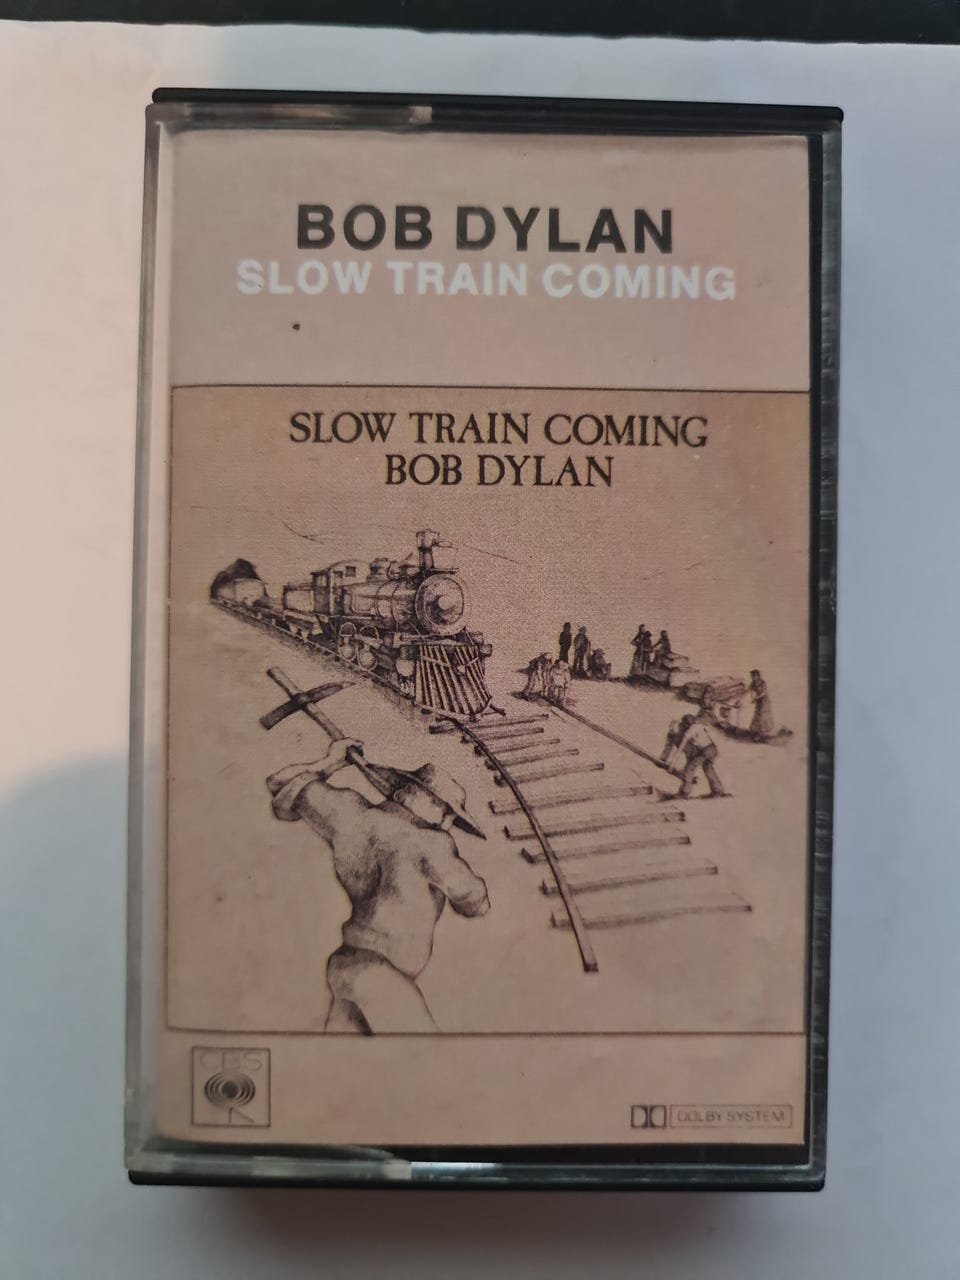 BOB DYLAN
SLOW TRAIN COMING
SLOW TRAIN COMING
BOB DYLAN
CBS
DOLBY SYSTEM